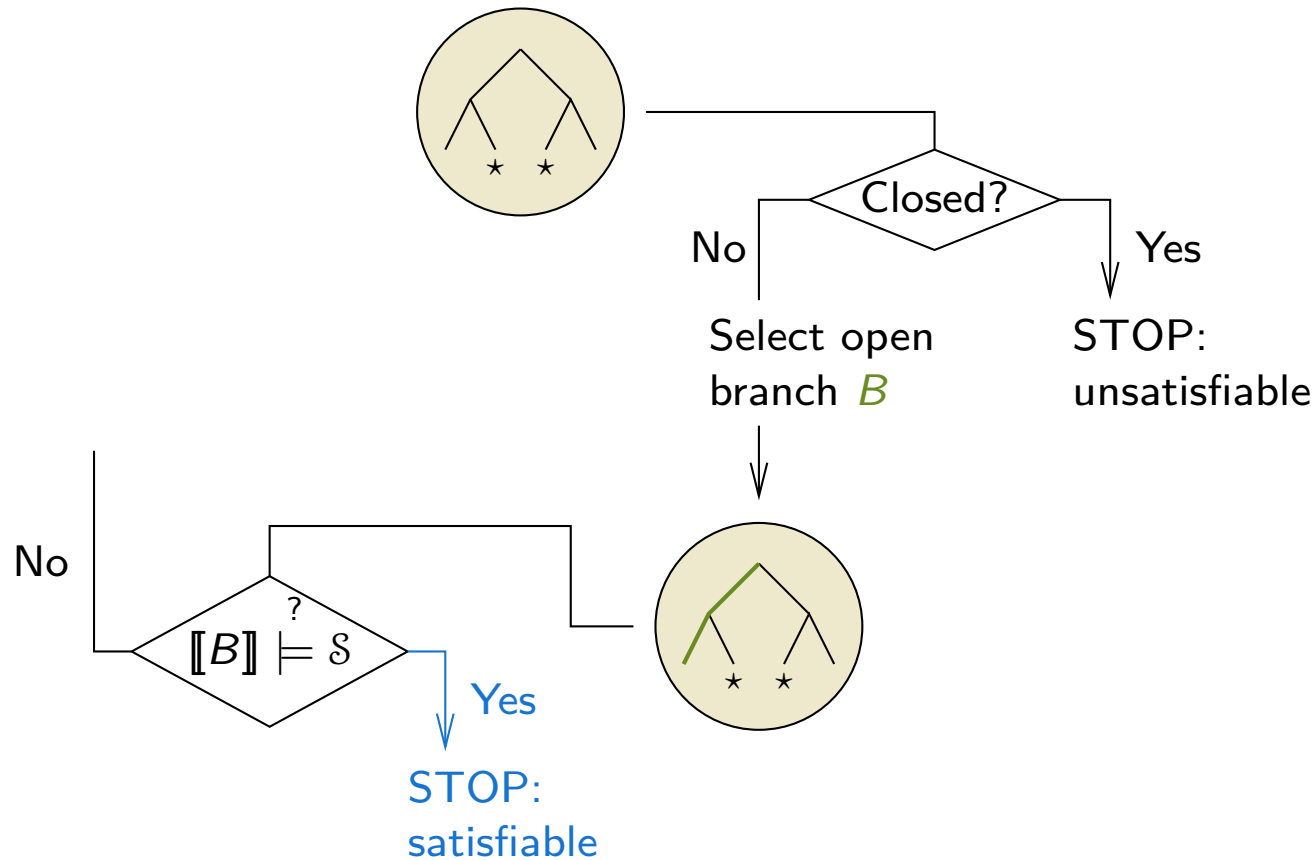 Closed?
No
Yes
Select open
branch B
STOP:
unsatisfiable
⋆ ⋆
No
?
⟦B⟧ ⊨ 𝒮
Yes
⋆ ⋆
STOP:
satisfiable